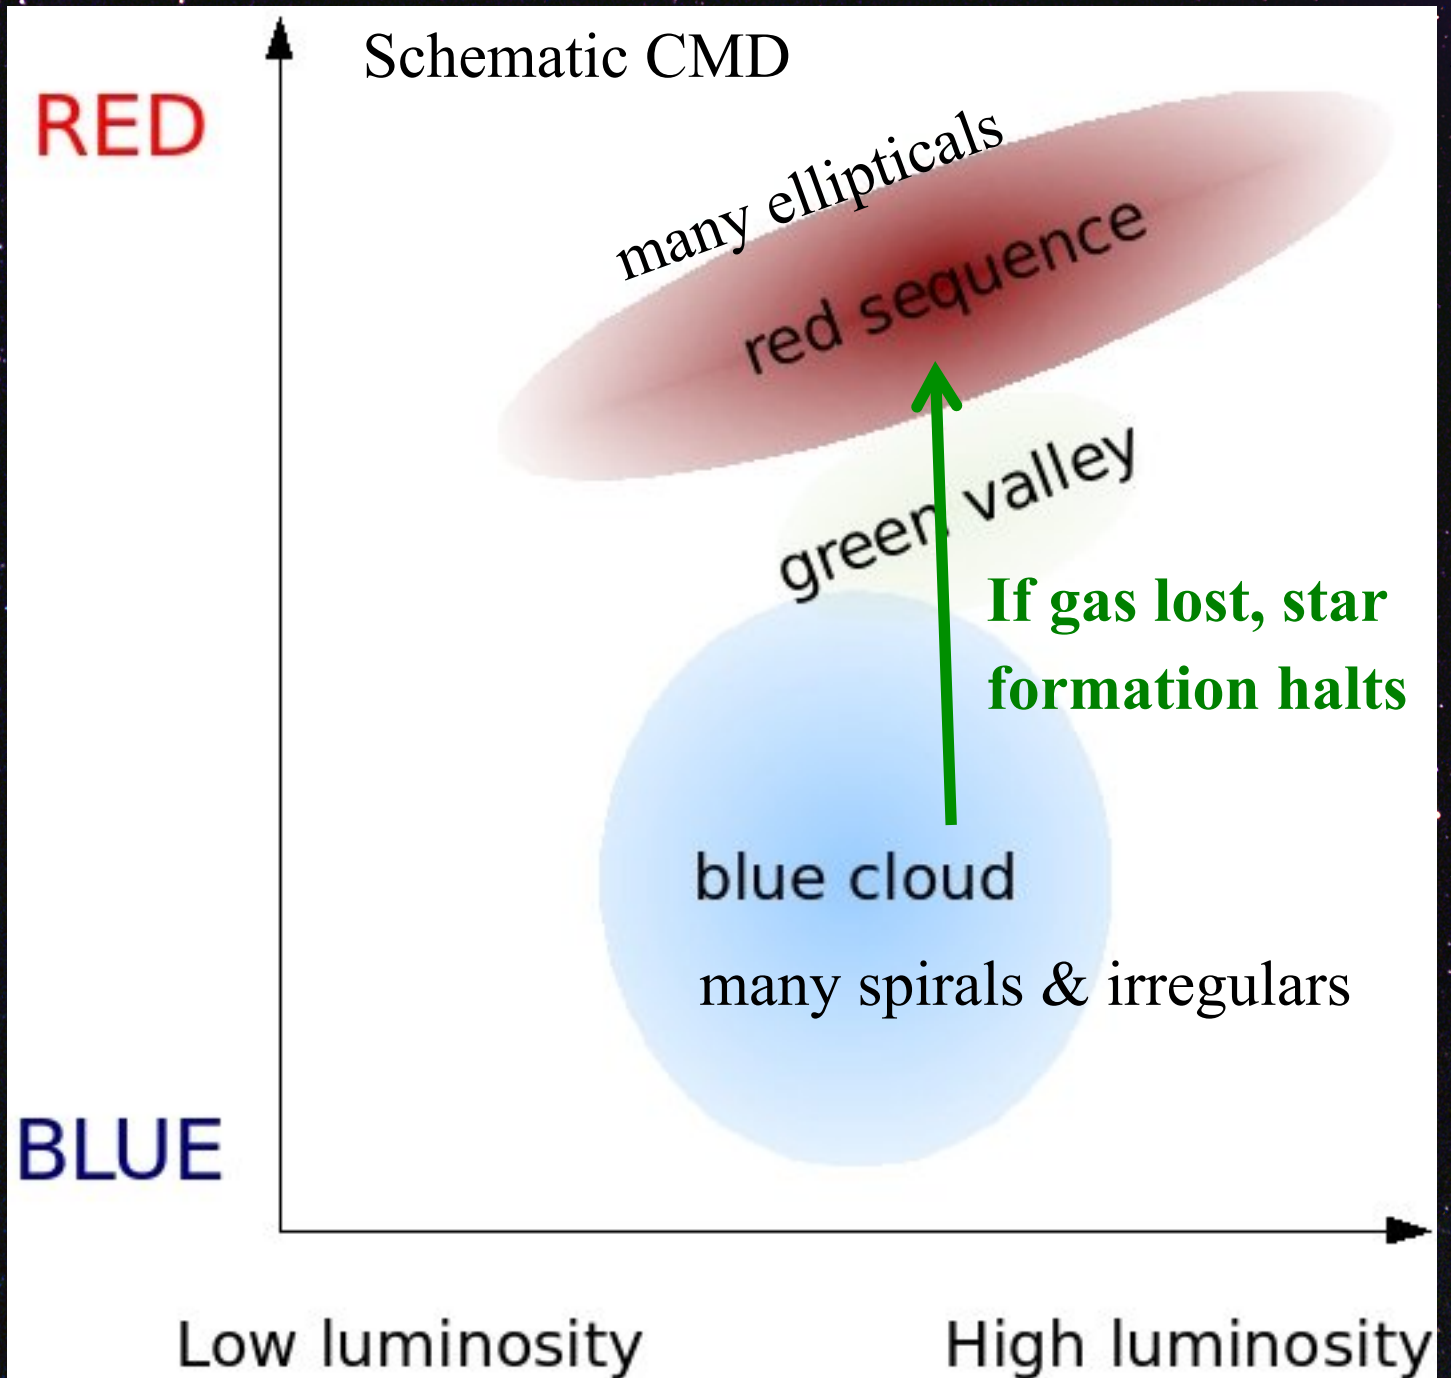 Schematic CMD
RED
many ellipticals
red sequence
green valley
If gas lost, star
formation halts
blue cloud
many spirals & irregulars
BLUE
Low luminosity
High luminosity